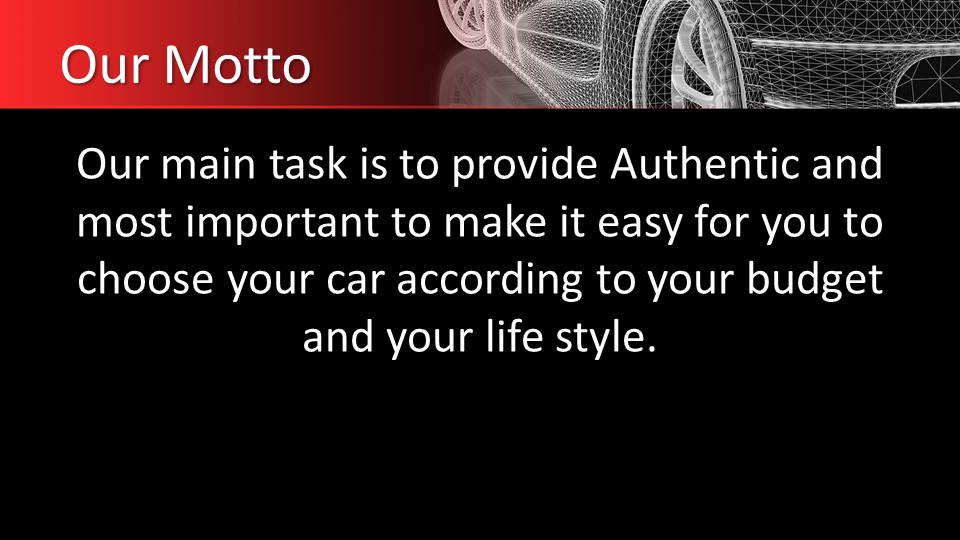 Our Motto
Our main task is to provide Authentic and
most important to make it easy for you to
choose your car according to your budget
and your life style.